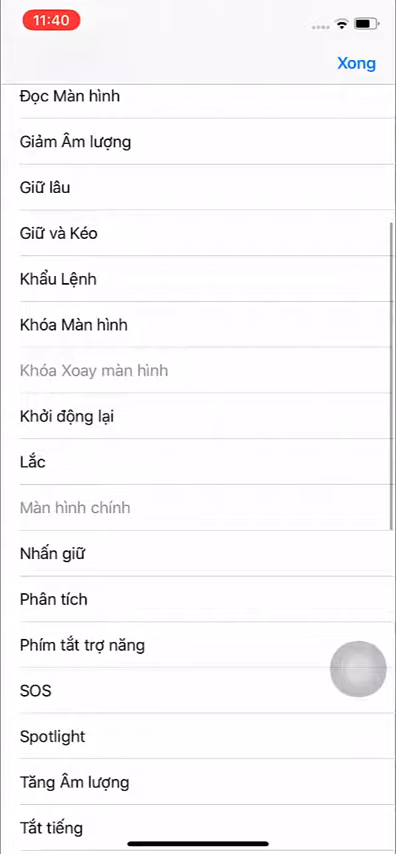 11:40
Xong
Đọc Màn hình
Giảm Âm lượng
Giữ lâu
Giữ và Kéo
Khẩu Lệnh
Khóa Màn hình
Khóa Xoay màn hình
Khởi động lại
Lắc
Màn hình chính
Nhấn giữ
Phân tích
Phím tắt trợ năng
SOS
Spotlight
Tăng Âm lượng
Tắt tiếng